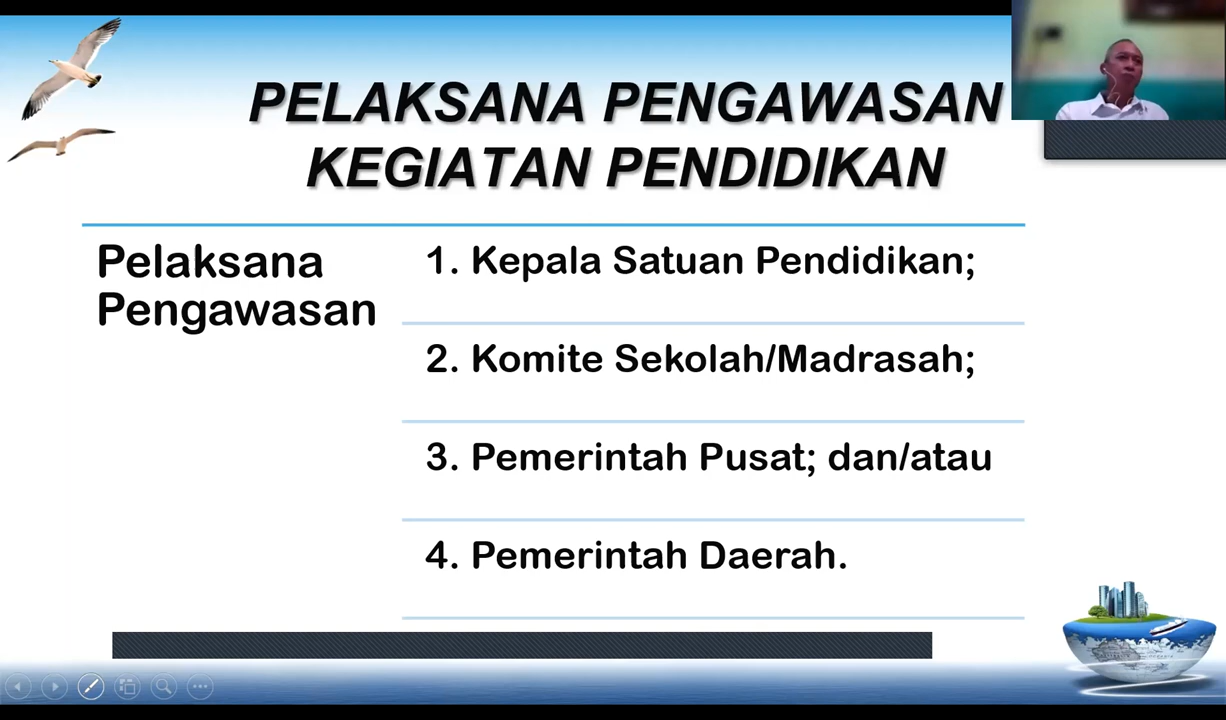 PELAKSANA PENGAWASAN
KEGIATAN PENDIDIKAN
Pelaksana
Pengawasan
1. Kepala Satuan Pendidikan;
2. Komite Sekolah/Madrasah;
3. Pemerintah Pusat; dan/atau
4. Pemerintah Daerah.